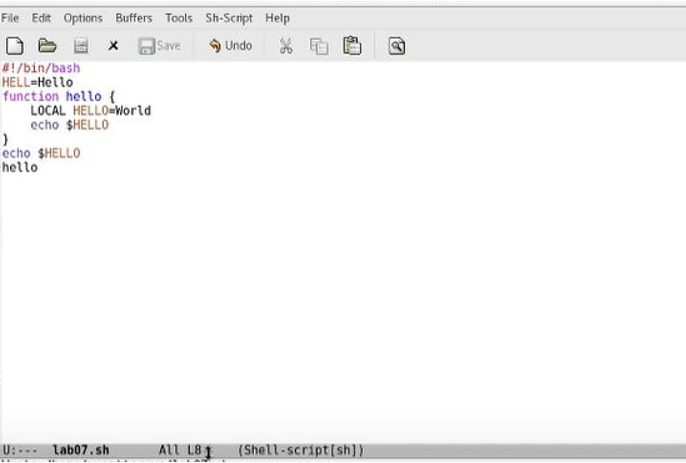 File Edit Options Buffers Tools Sh-Script Help
Save Undo
#!/bin/bash
HELL=Hello
function hello {
    LOCAL HELLO=World
    echo $HELLO
}
echo $HELLO
hello
U:--- lab07.sh All L8 (Shell-script[sh])